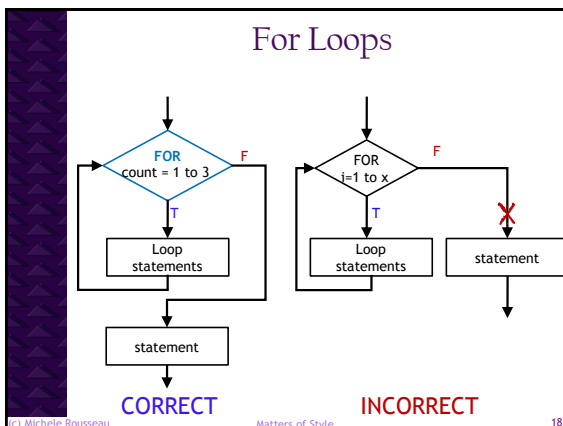 For Loops
FOR
count = 1 to 3
F
T
Loop
statements
statement
CORRECT
FOR
i=1 to x
F
T
Loop
statements
statement
INCORRECT
(c) Michele Rousseau
Matters of Style
18